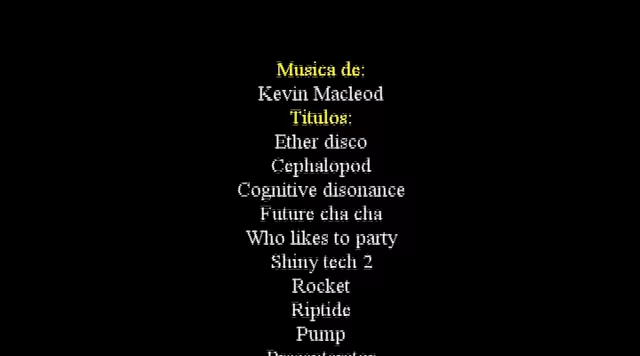 Musica de:
Kevin Macleod
Titulos:
Ether disco
Cephalopod
Cognitive disonance
Future cha cha
Who likes to party
Shiny tech 2
Rocket
Riptide
Pump